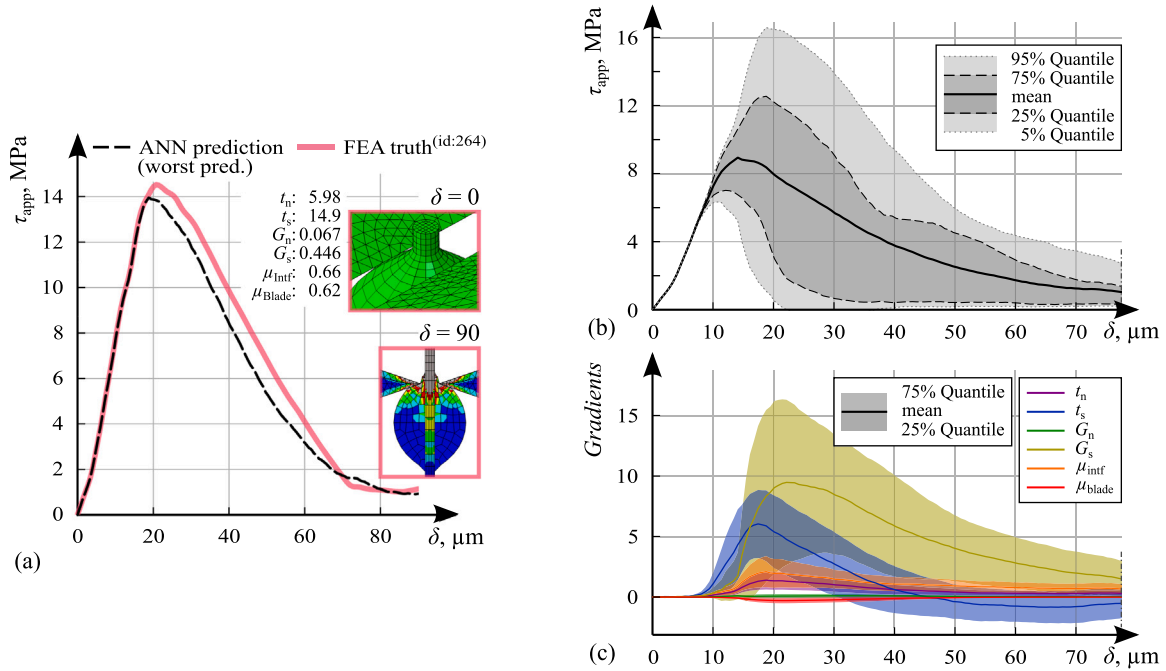 τapp, MPa
ANN prediction
(worst pred.)
FEA truth(id:264)
14
12
10
8
6
4
2
0
0 20 40 60 80
δ, µm
tn: 5.98
ts: 14.9
Gn: 0.067
Gs: 0.446
μIntf: 0.66
μBlade: 0.62
δ = 0
δ = 90
(a)
τapp, MPa
16
12
8
4
0
95% Quantile
75% Quantile
mean
25% Quantile
5% Quantile
0 10 20 30 40 50 60 70
δ, µm
(b)
Gradients
15
10
5
0
75% Quantile
mean
25% Quantile
tn
ts
Gn
Gs
μintf
μblade
0 10 20 30 40 50 60 70
δ, µm
(c)